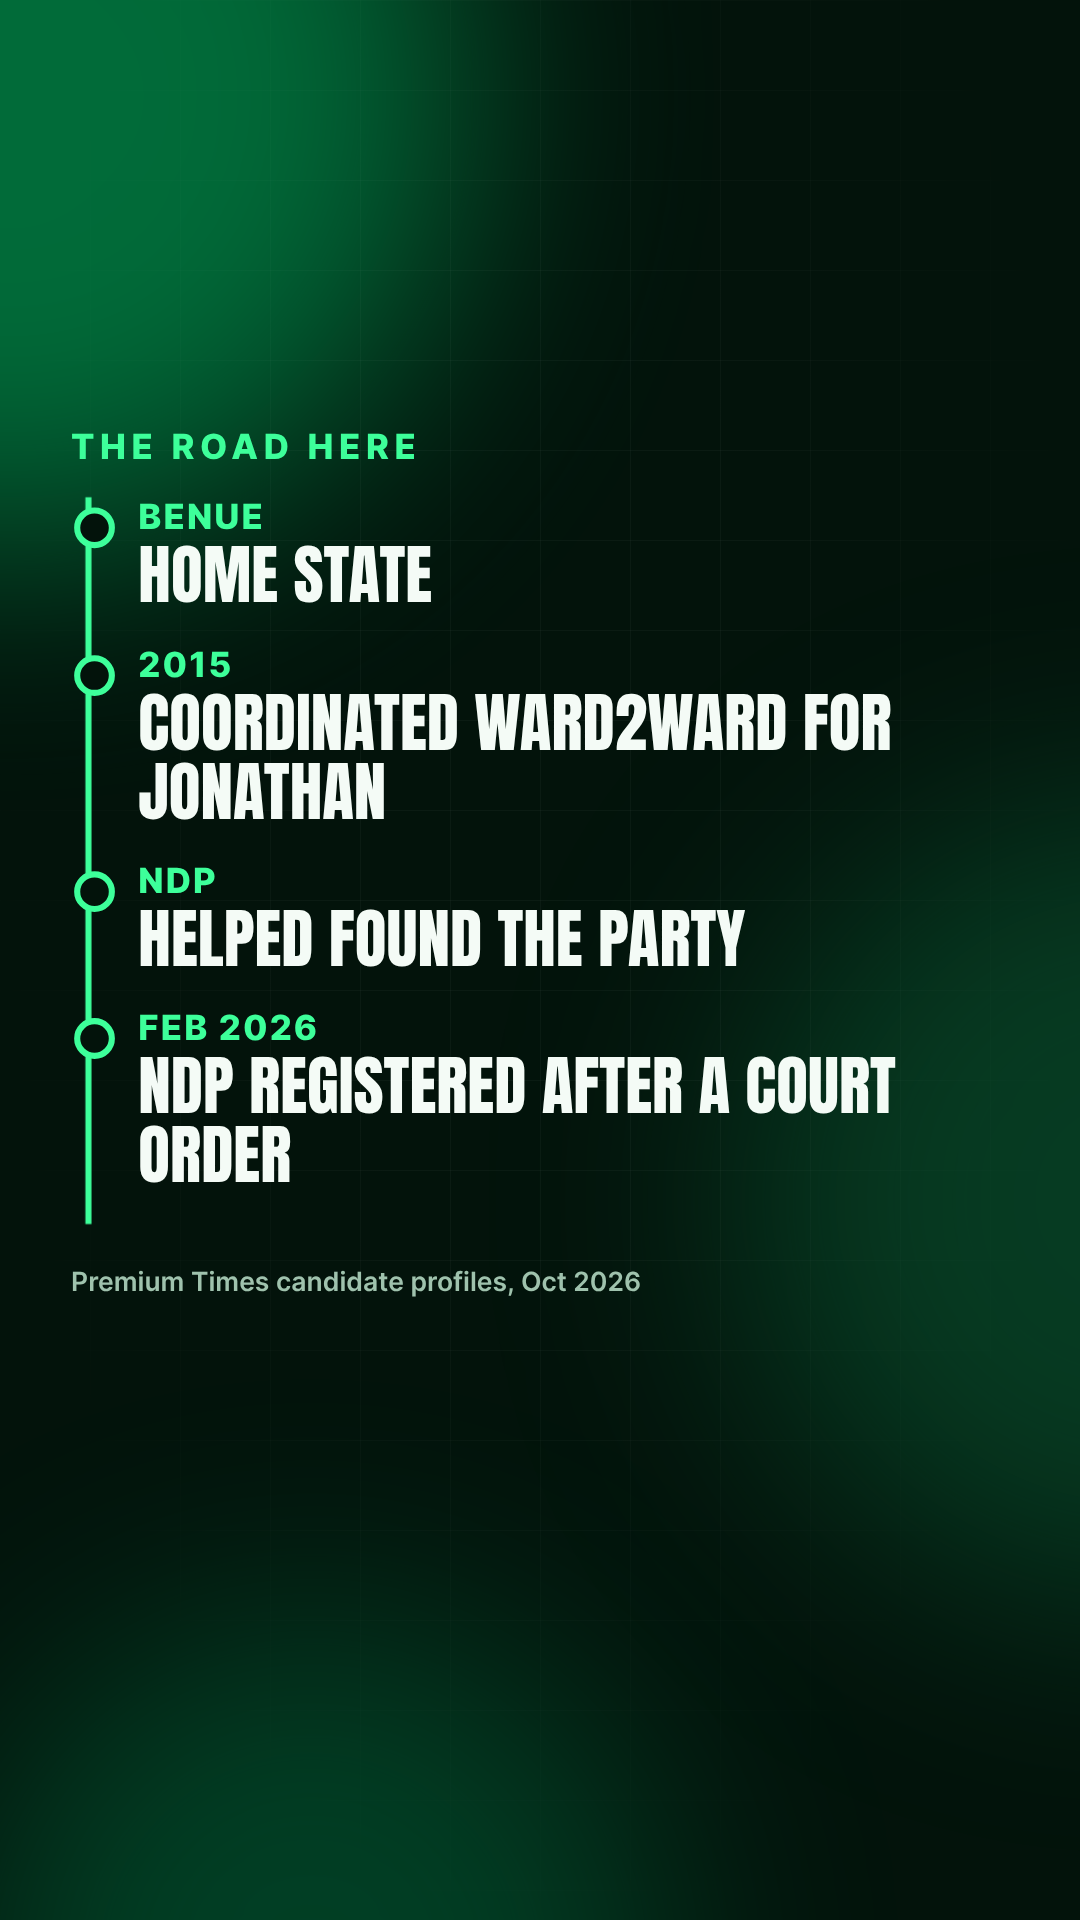 THE ROAD HERE
BENUE
HOME STATE
2015
COORDINATED WARD2WARD FOR
JONATHAN
NDP
HELPED FOUND THE PARTY
FEB 2026
NDP REGISTERED AFTER A COURT
ORDER
Premium Times candidate profiles, Oct 2026